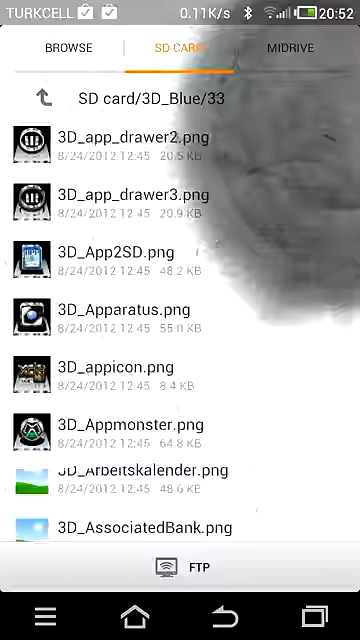 TURKCELL 0.11K/s 20:52
BROWSE SD CARD MIDRIVE
SD card/3D_Blue/33
3D_app_drawer2.png
8/24/2012 12:45 20.5 KB
3D_app_drawer3.png
8/24/2012 12:45 20.9 KB
3D_App2SD.png
8/24/2012 12:45 48.2 KB
3D_Apparatus.png
8/24/2012 12:45 55.0 KB
3D_appicon.png
8/24/2012 12:45 8.4 KB
3D_Appmonster.png
8/24/2012 12:45 64.8 KB
3D_Arbeitskalender.png
8/24/2012 12:45 48.6 KB
3D_AssociatedBank.png
FTP